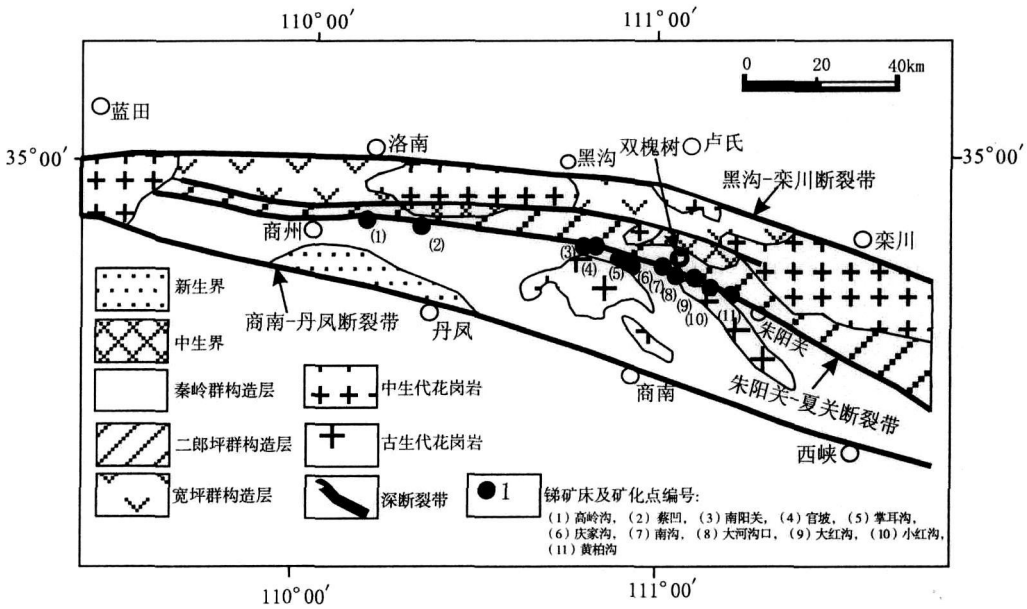 110°00′
111°00′
0 20 40km
蓝田
洛南
黑沟
双槐树
卢氏
35°00′
35°00′
黑沟-栾川断裂带
商州
(1)
(2)
(3)
(4)
(5)
(6)
(7)
(8)
(9)
(10)
(11)
栾川
朱阳关
新生界
商南-丹凤断裂带
丹凤
中生界
商南
朱阳关-夏关断裂带
秦岭群构造层
中生代花岗岩
二郎坪群构造层
古生代花岗岩
西峡
宽坪群构造层
深断裂带
1
锑矿床及矿化点编号:
(1) 高岭沟, (2) 蔡凹, (3) 南阳关, (4) 官坡, (5) 掌耳沟,
(6) 庆家沟, (7) 南沟, (8) 大河沟口, (9) 大红沟, (10) 小红沟,
(11) 黄柏沟
110°00′
111°00′